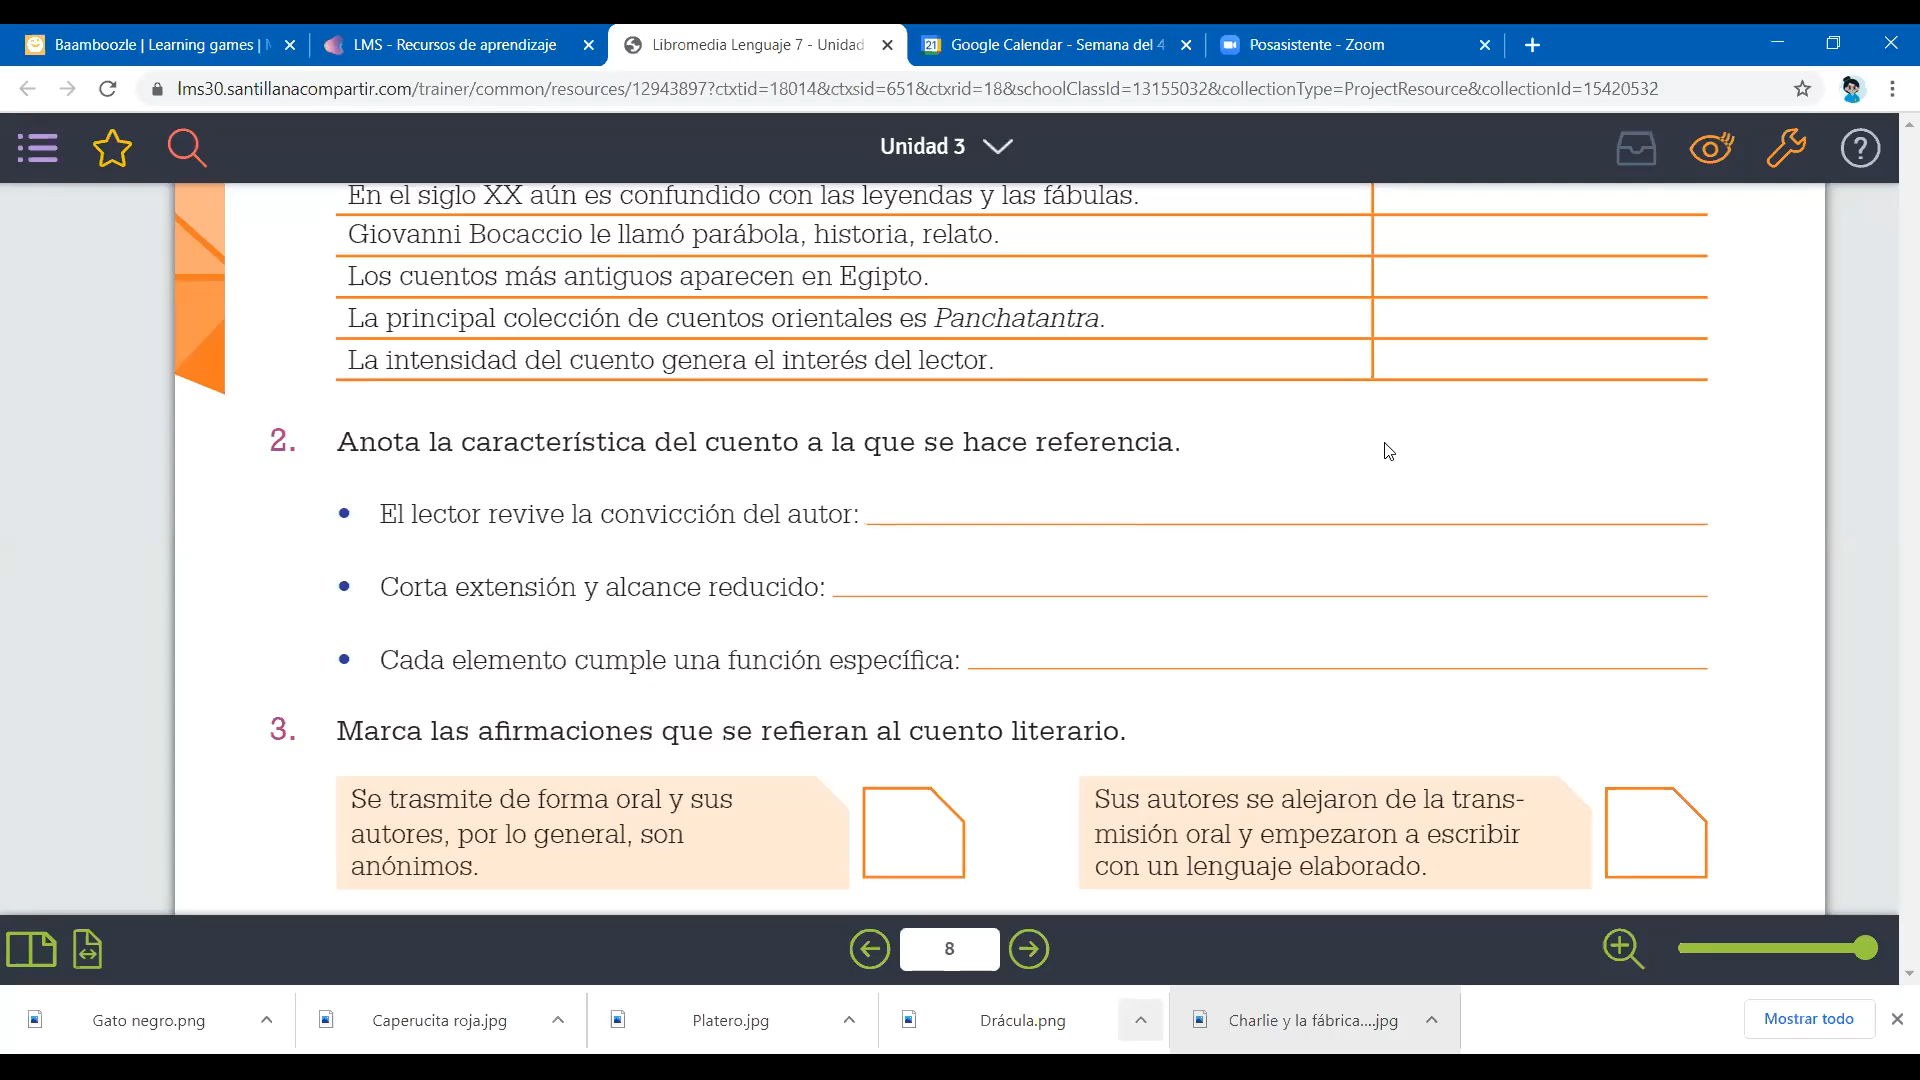 Baamboozle | Learning games |
LMS - Recursos de aprendizaje
Libromedia Lenguaje 7 - Unidad
21 Google Calendar - Semana del 4
Posasistente - Zoom
lms30.santillanacompartir.com/trainer/common/resources/12943897?ctxtid=18014&ctxsid=651&ctxrid=18&schoolClassId=13155032&collectionType=ProjectResource&collectionId=15420532
Unidad 3
En el siglo XX aún es confundido con las leyendas y las fábulas.
Giovanni Bocaccio le llamó parábola, historia, relato.
Los cuentos más antiguos aparecen en Egipto.
La principal colección de cuentos orientales es Panchatantra.
La intensidad del cuento genera el interés del lector.
2. Anota la característica del cuento a la que se hace referencia.
• El lector revive la convicción del autor:
• Corta extensión y alcance reducido:
• Cada elemento cumple una función específica:
3. Marca las afirmaciones que se refieran al cuento literario.
Se trasmite de forma oral y sus
autores, por lo general, son
anónimos.
Sus autores se alejaron de la trans-
misión oral y empezaron a escribir
con un lenguaje elaborado.
8
Gato negro.png
Caperucita roja.jpg
Platero.jpg
Drácula.png
Charlie y la fábrica....jpg
Mostrar todo